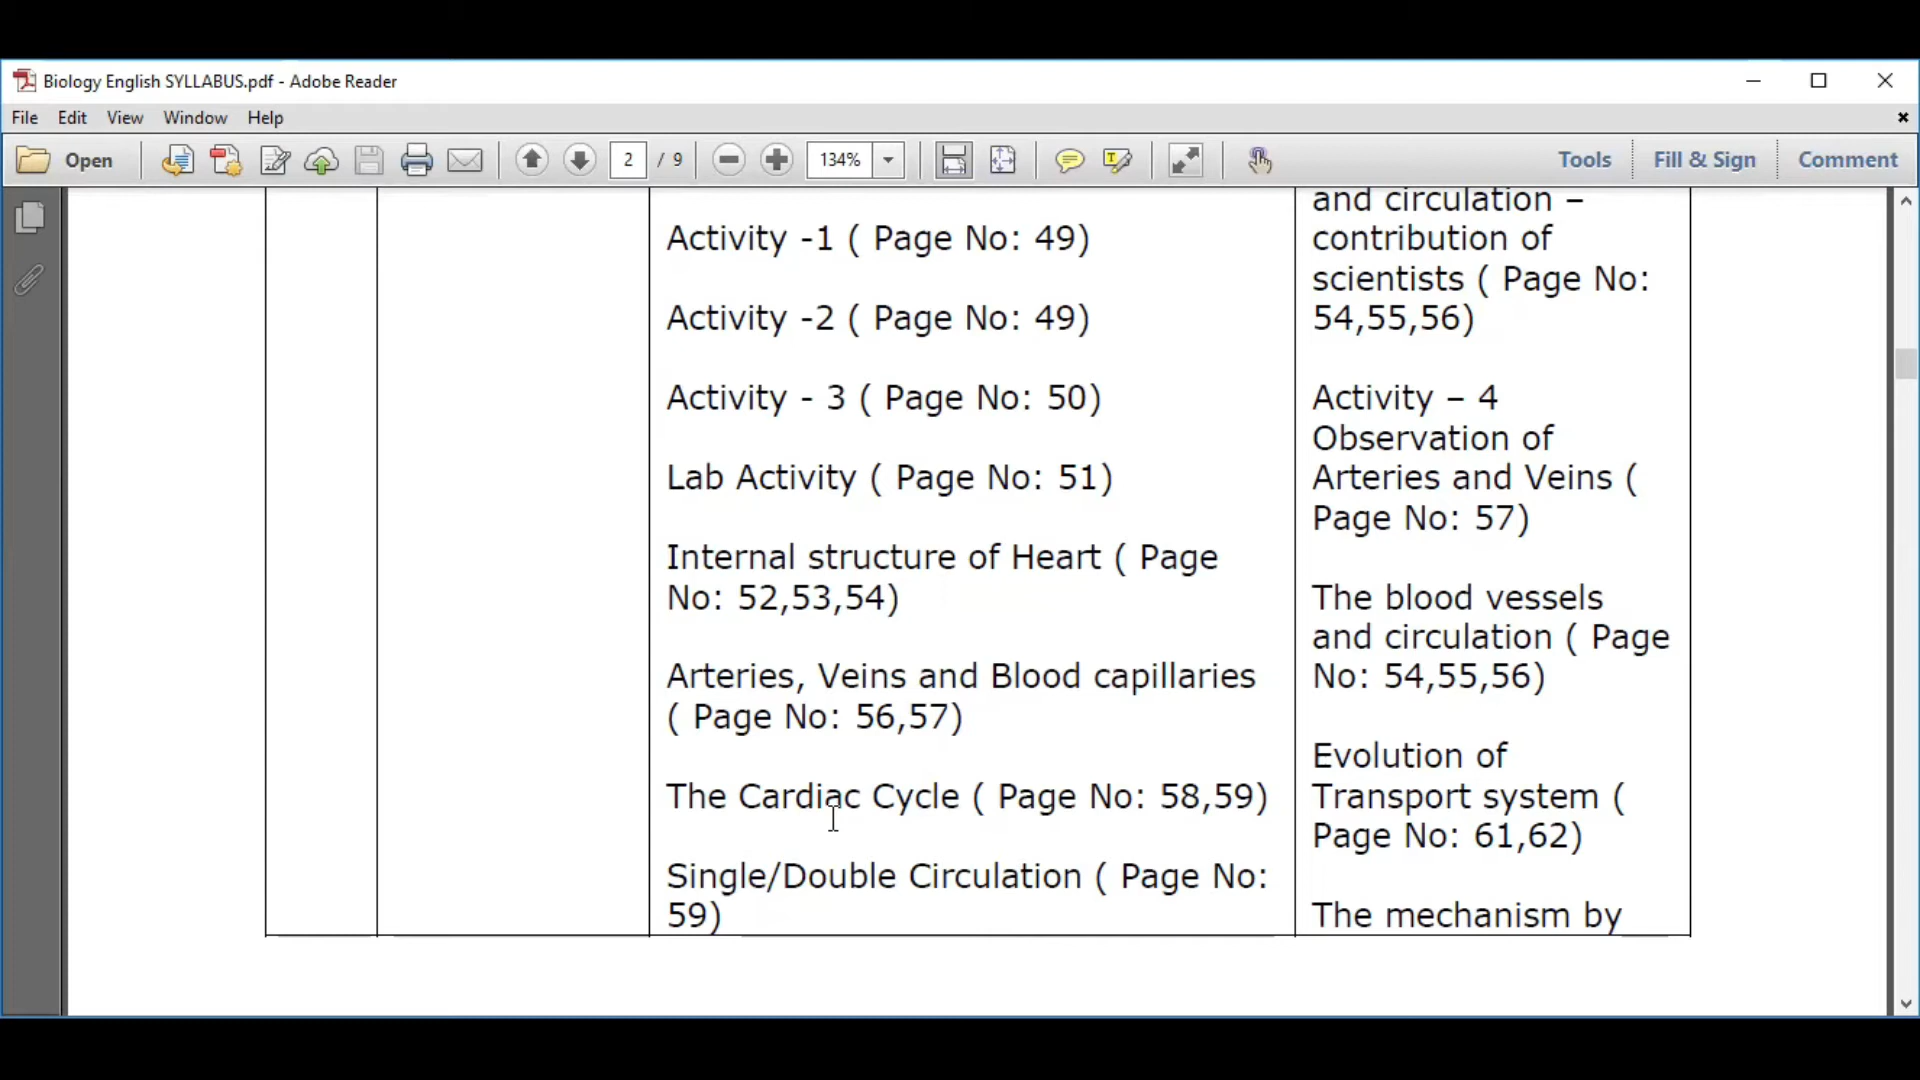 Biology English SYLLABUS.pdf - Adobe Reader
File Edit View Window Help
Open 2 / 9 134% Tools Fill & Sign Comment
Activity -1 ( Page No: 49)
Activity -2 ( Page No: 49)
Activity - 3 ( Page No: 50)
Lab Activity ( Page No: 51)
Internal structure of Heart ( Page
No: 52,53,54)
Arteries, Veins and Blood capillaries
( Page No: 56,57)
The Cardiac Cycle ( Page No: 58,59)
Single/Double Circulation ( Page No:
59)
and circulation –
contribution of
scientists ( Page No:
54,55,56)
Activity – 4
Observation of
Arteries and Veins (
Page No: 57)
The blood vessels
and circulation ( Page
No: 54,55,56)
Evolution of
Transport system (
Page No: 61,62)
The mechanism by